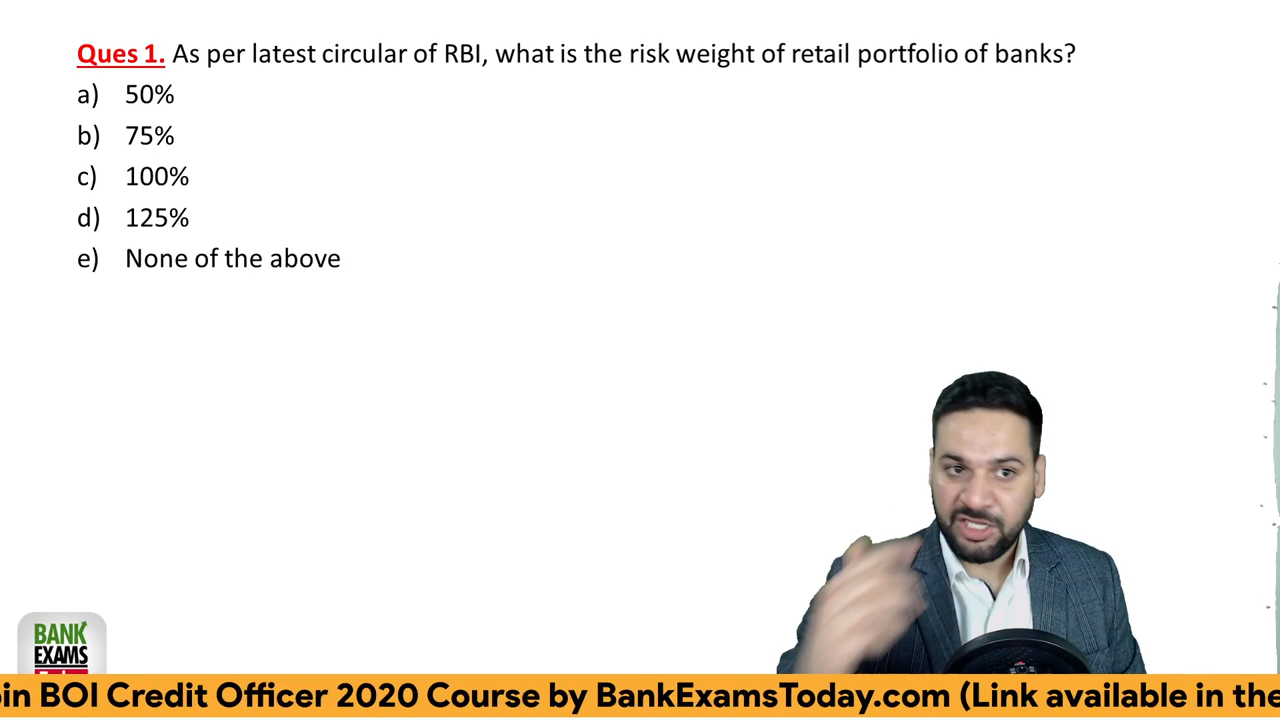 Ques 1. As per latest circular of RBI, what is the risk weight of retail portfolio of banks?
a) 50%
b) 75%
c) 100%
d) 125%
e) None of the above
BANK
EXAMS
in BOI Credit Officer 2020 Course by BankExamsToday.com (Link available in the